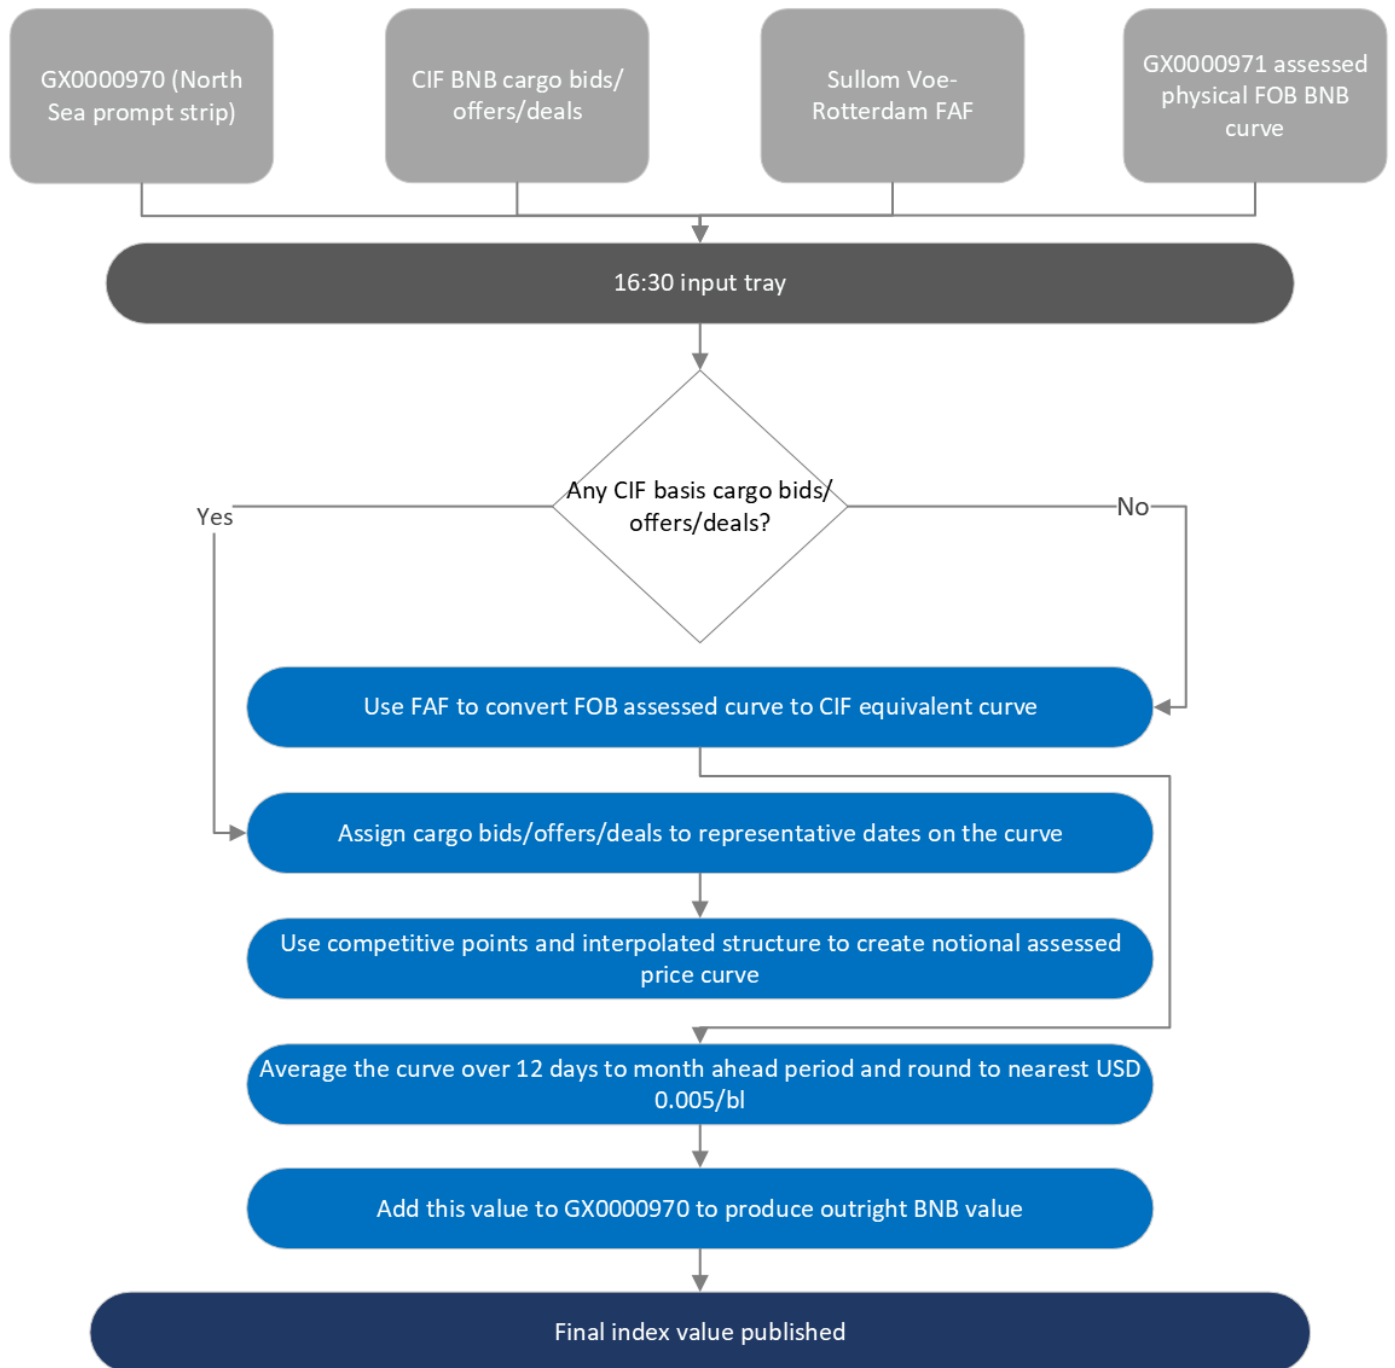 GX0000970 (North
Sea prompt strip)
CIF BNB cargo bids/
offers/deals
Sullom Voe-
Rotterdam FAF
GX0000971 assessed
physical FOB BNB
curve
16:30 input tray
Any CIF basis cargo bids/
offers/deals?
Yes
No
Use FAF to convert FOB assessed curve to CIF equivalent curve
Assign cargo bids/offers/deals to representative dates on the curve
Use competitive points and interpolated structure to create notional assessed
price curve
Average the curve over 12 days to month ahead period and round to nearest USD
0.005/bl
Add this value to GX0000970 to produce outright BNB value
Final index value published